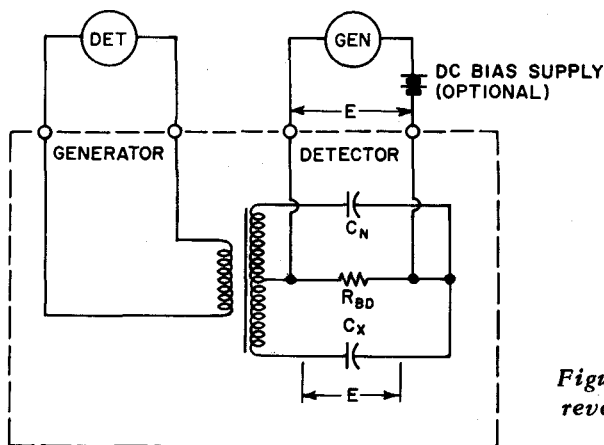 DET
GEN
DC BIAS SUPPLY
(OPTIONAL)
E
GENERATOR
DETECTOR
C_N
R_BD
C_X
E
Figu
reve